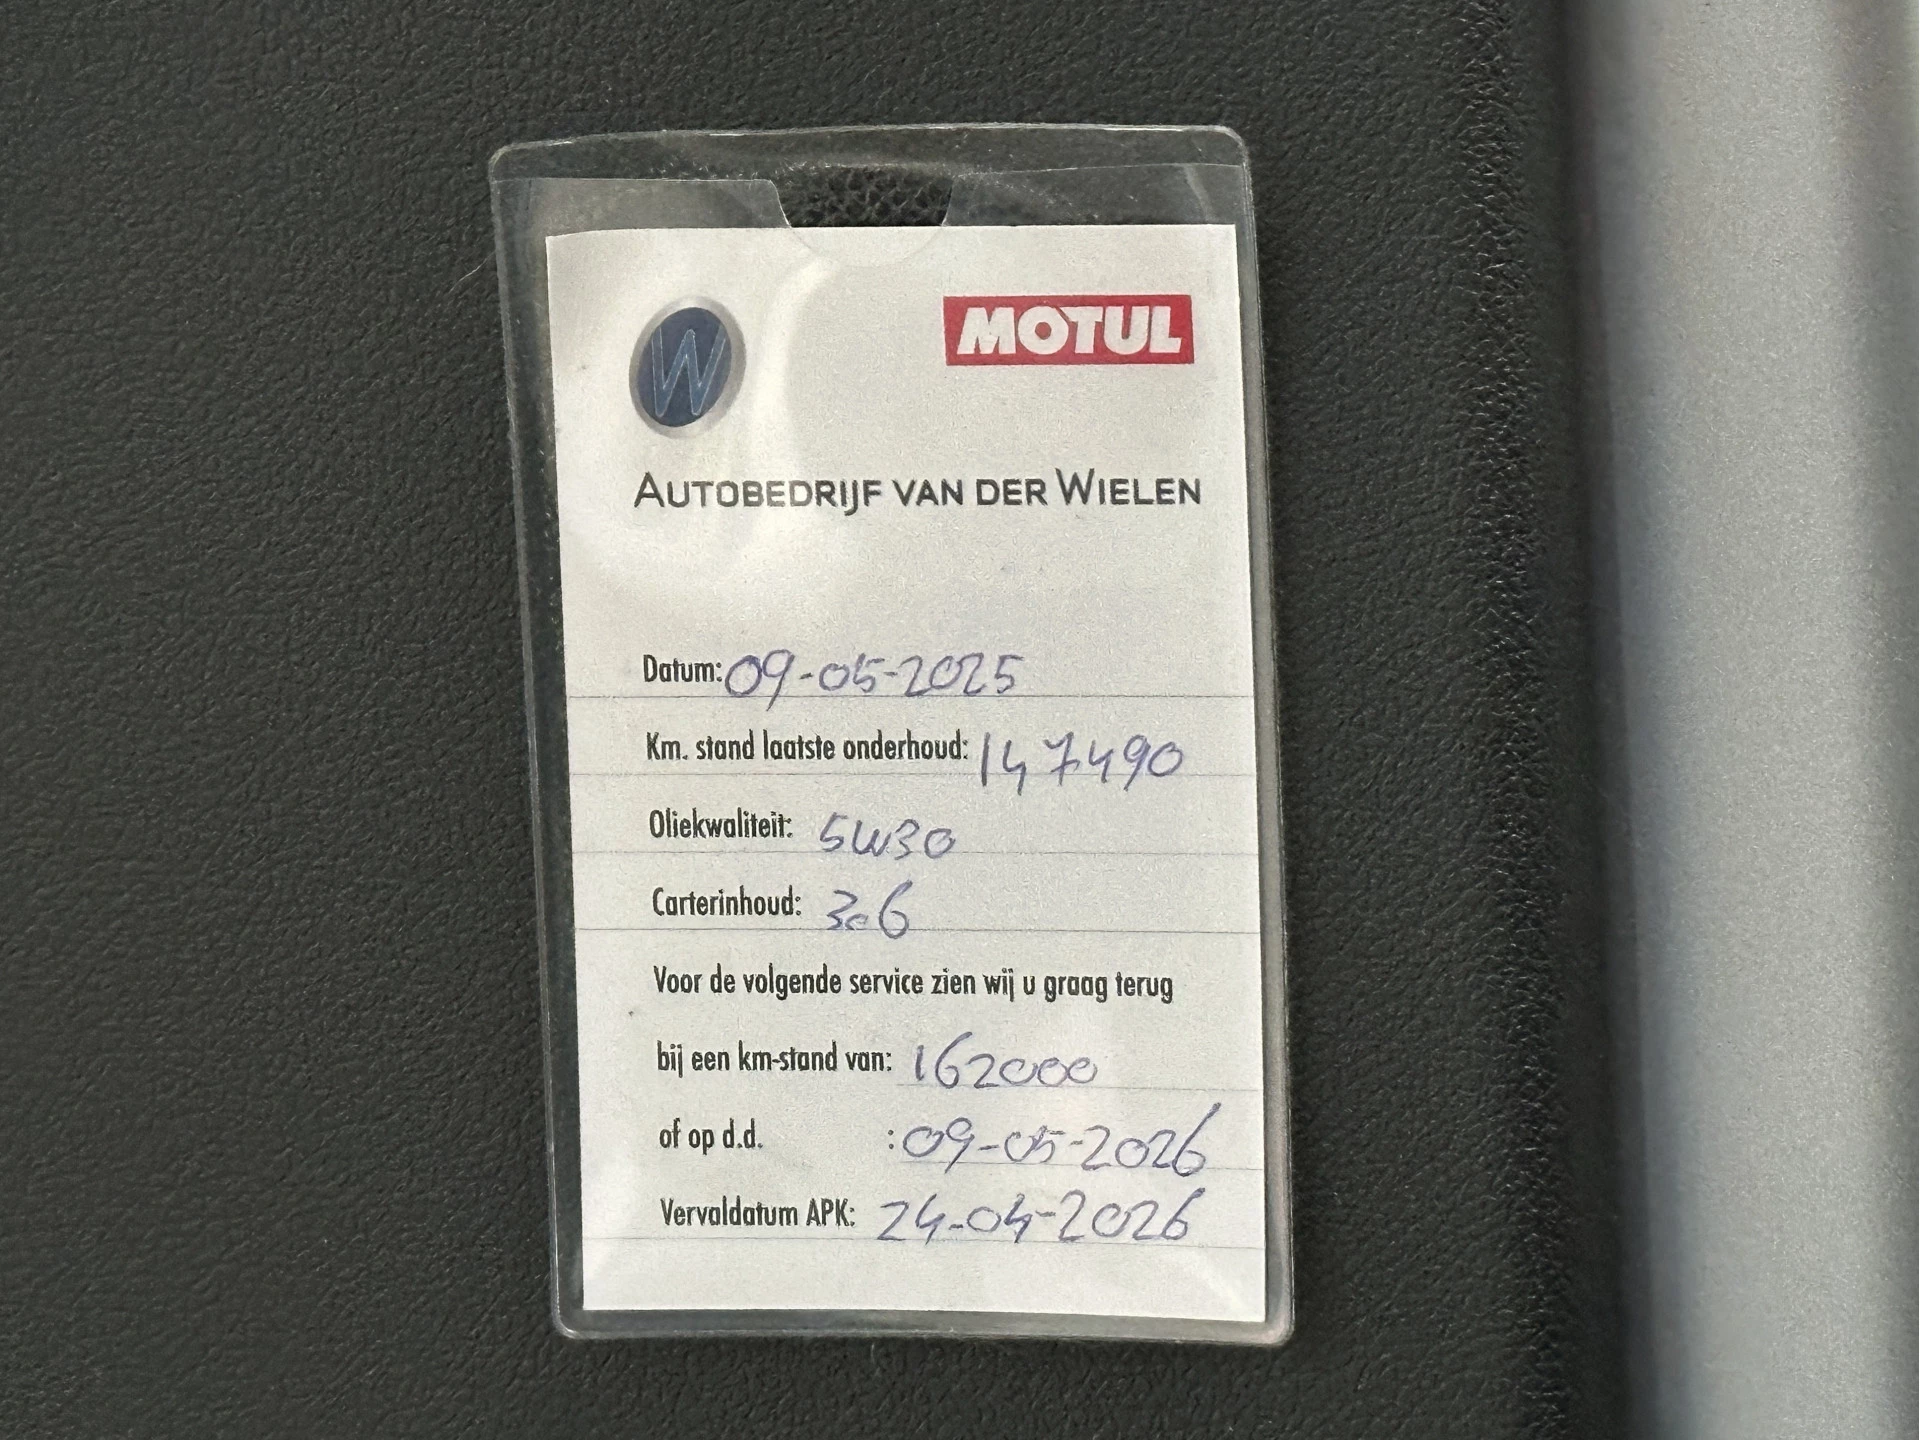 W
MOTUL
AUTOBEDRIJF VAN DER WIELEN
Datum: 09-05-2025
Km. stand laatste onderhoud: 147490
Oliekwaliteit: 5W30
Carterinhoud: 3.6
Voor de volgende service zien wij u graag terug
bij een km-stand van: 162000
of op d.d. : 09-05-2026
Vervaldatum APK: 24-04-2026